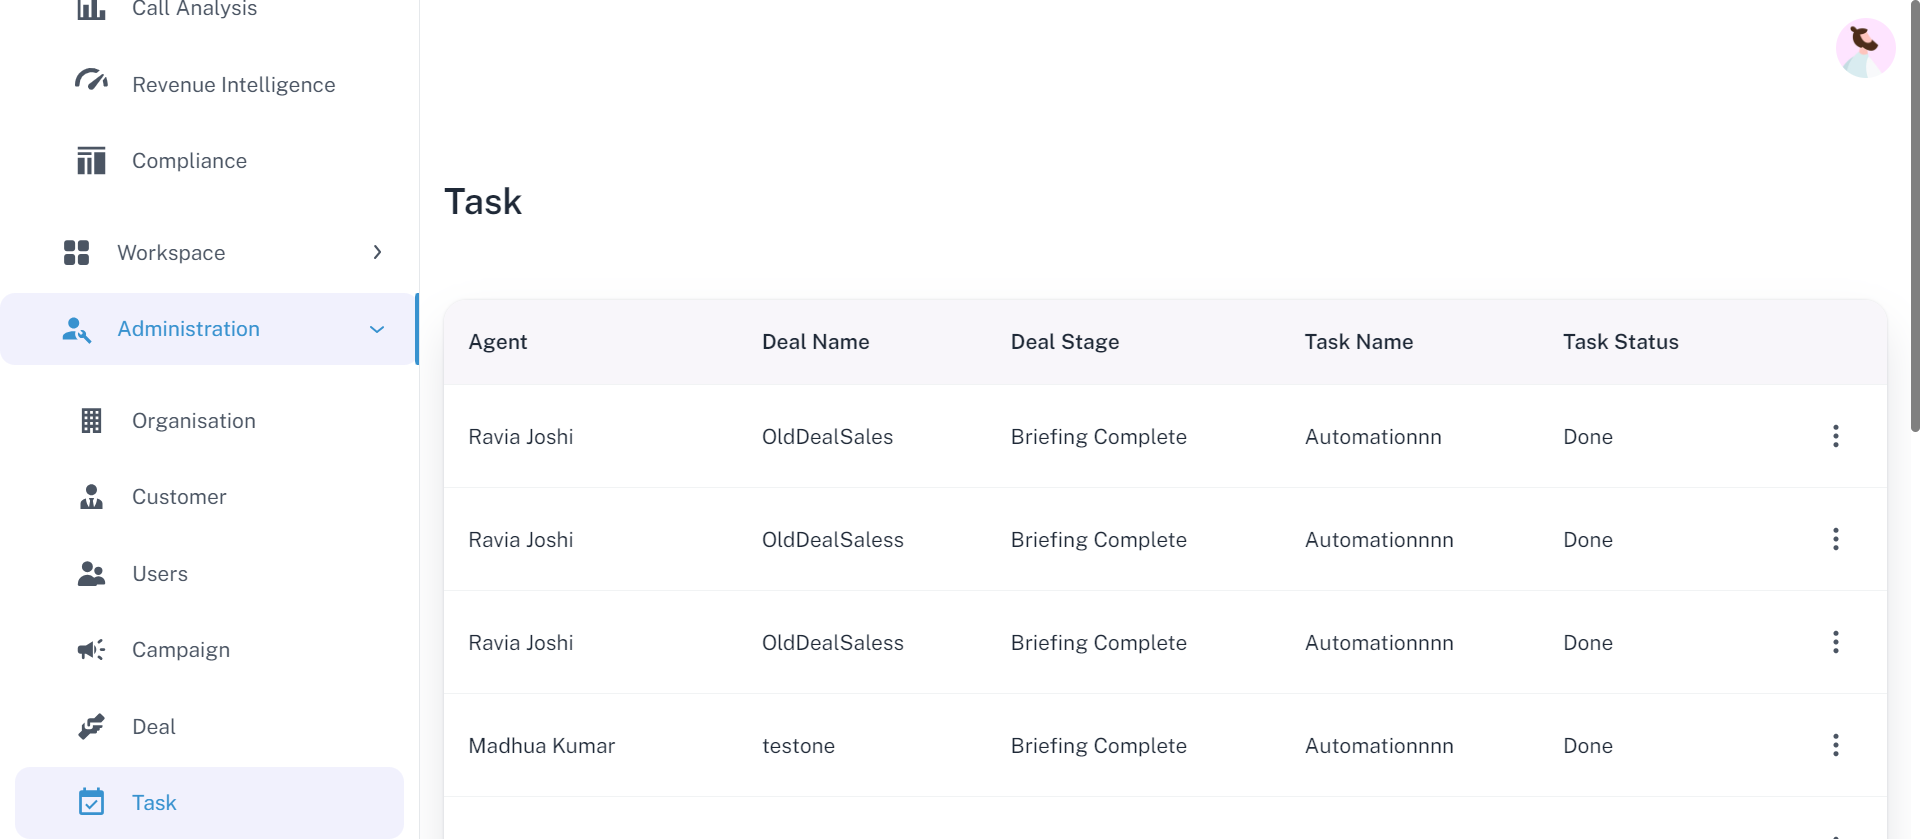 Call Analysis
Revenue Intelligence
Compliance
Workspace
Administration
Organisation
Customer
Users
Campaign
Deal
Task
Task
Agent Deal Name Deal Stage Task Name Task Status
Ravia Joshi OldDealSales Briefing Complete Automationnn Done
Ravia Joshi OldDealSaless Briefing Complete Automationnnn Done
Ravia Joshi OldDealSaless Briefing Complete Automationnnn Done
Madhua Kumar testone Briefing Complete Automationnnn Done